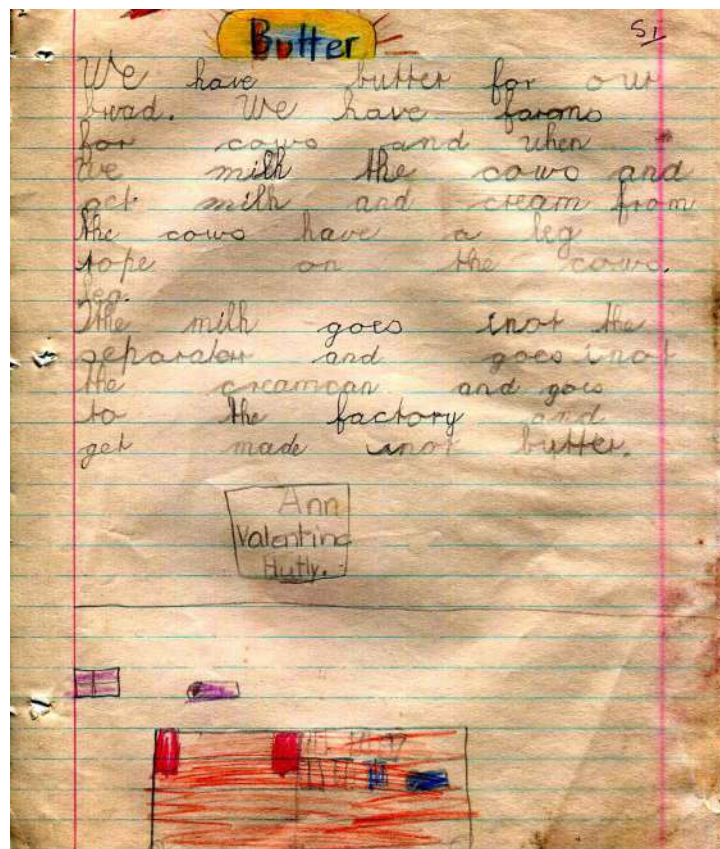 Butter
S1
We have butter for our
bread. We have farms
for cows and when
We milk the cows and
get milk and cream from
the cows have a leg
rope on the cows.
leg.
The milk goes inot the
separator and goes inot
the creamcan and goes
to the factory and
get made inot butter.
Ann
Valentine
Hutly.